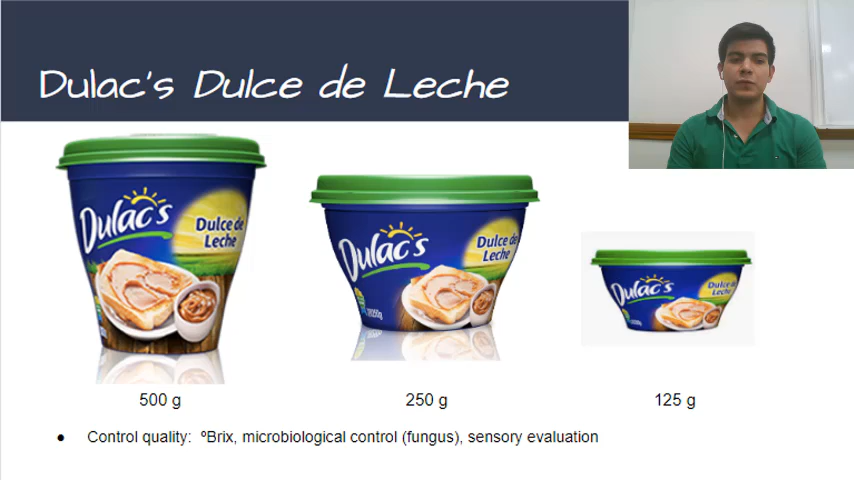 Dulac's Dulce de Leche
Dulac's
Dulce de
Leche
Dulac's
Dulce de
Leche
Dulac's
Dulce de
Leche
500 g
250 g
125 g
● Control quality: ºBrix, microbiological control (fungus), sensory evaluation